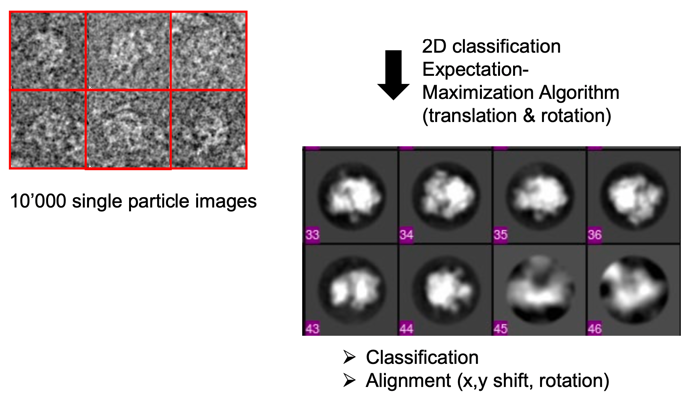 2D classification
Expectation-
Maximization Algorithm
(translation & rotation)
10’000 single particle images
33
34
35
36
43
44
45
46
➢ Classification
➢ Alignment (x,y shift, rotation)